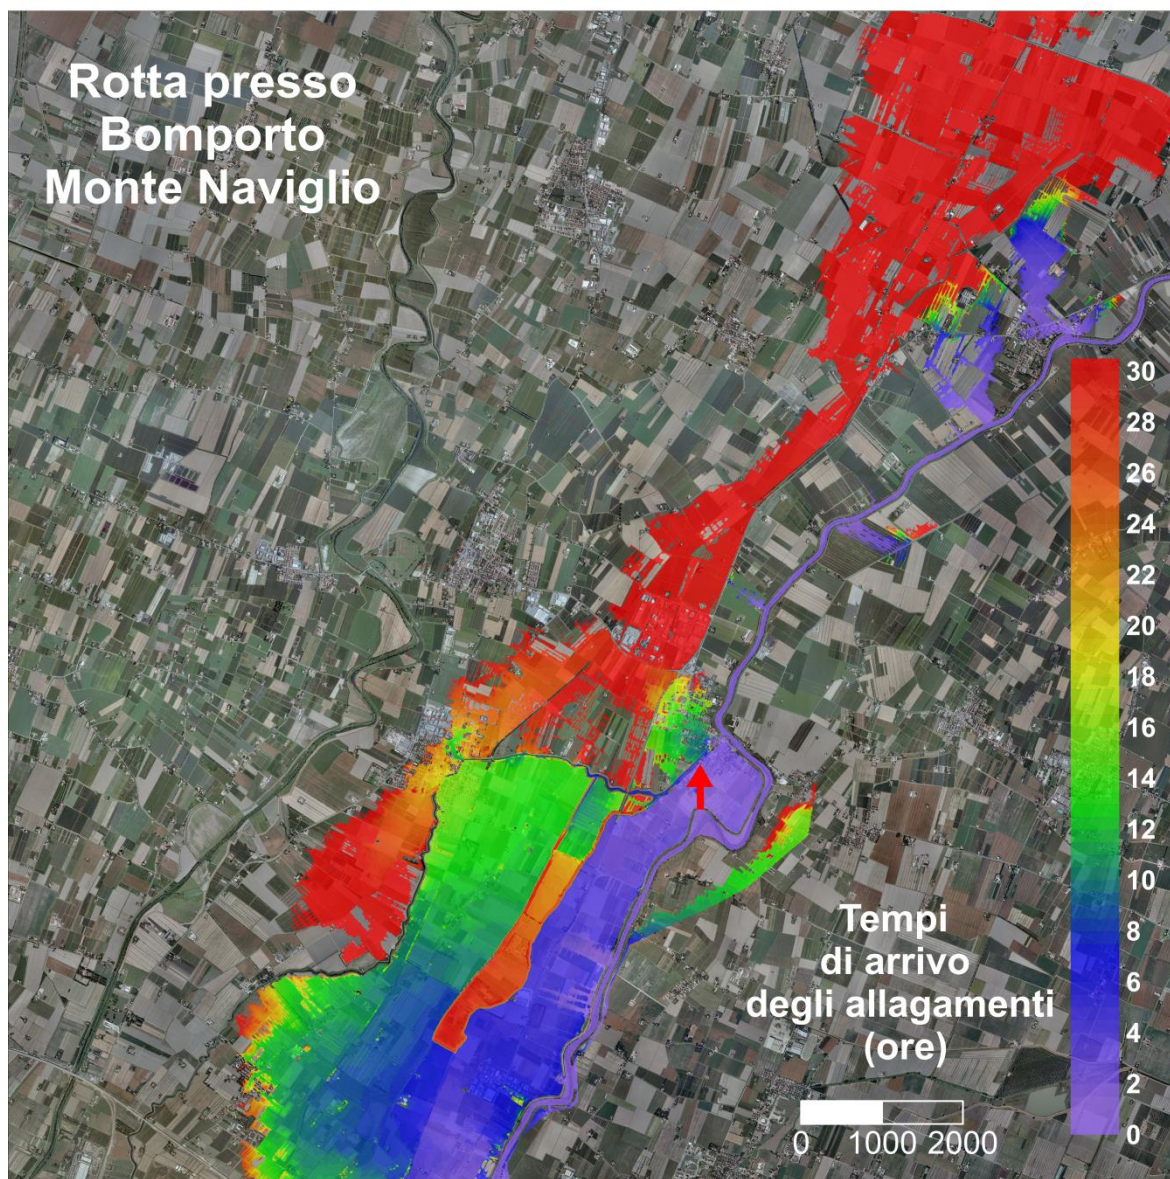 Rotta presso
Bomporto
Monte Naviglio
30
28
26
24
22
20
18
16
14
12
10
8
6
4
2
0
Tempi
di arrivo
degli allagamenti
(ore)
0 1000 2000